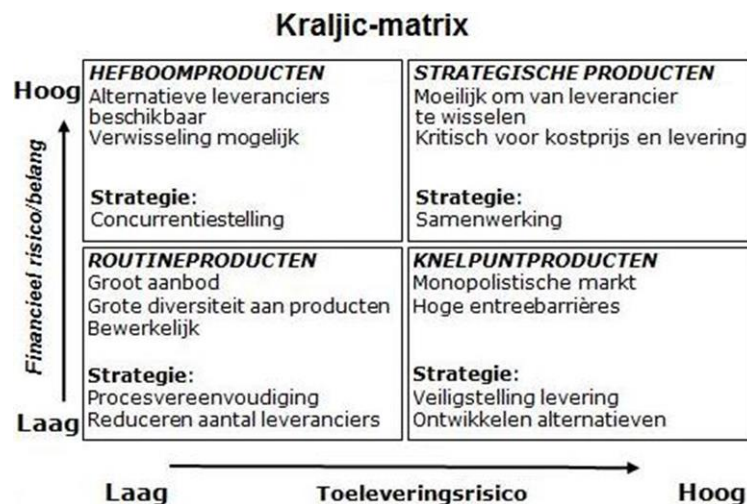 Kraljic-matrix
Hoog
Financieel risico/belang
Laag
HEFBOOMPRODUCTEN
Alternatieve leveranciers
beschikbaar
Verwisseling mogelijk
Strategie:
Concurrentiestelling
STRATEGISCHE PRODUCTEN
Moeilijk om van leverancier
te wisselen
Kritisch voor kostprijs en levering
Strategie:
Samenwerking
ROUTINEPRODUCTEN
Groot aanbod
Grote diversiteit aan producten
Bewerkelijk
Strategie:
Procesvereenvoudiging
Reduceren aantal leveranciers
KNELPUNTPRODUCTEN
Monopolistische markt
Hoge entreebarrières
Strategie:
Veiligstelling levering
Ontwikkelen alternatieven
Laag
Toeleveringsrisico
Hoog